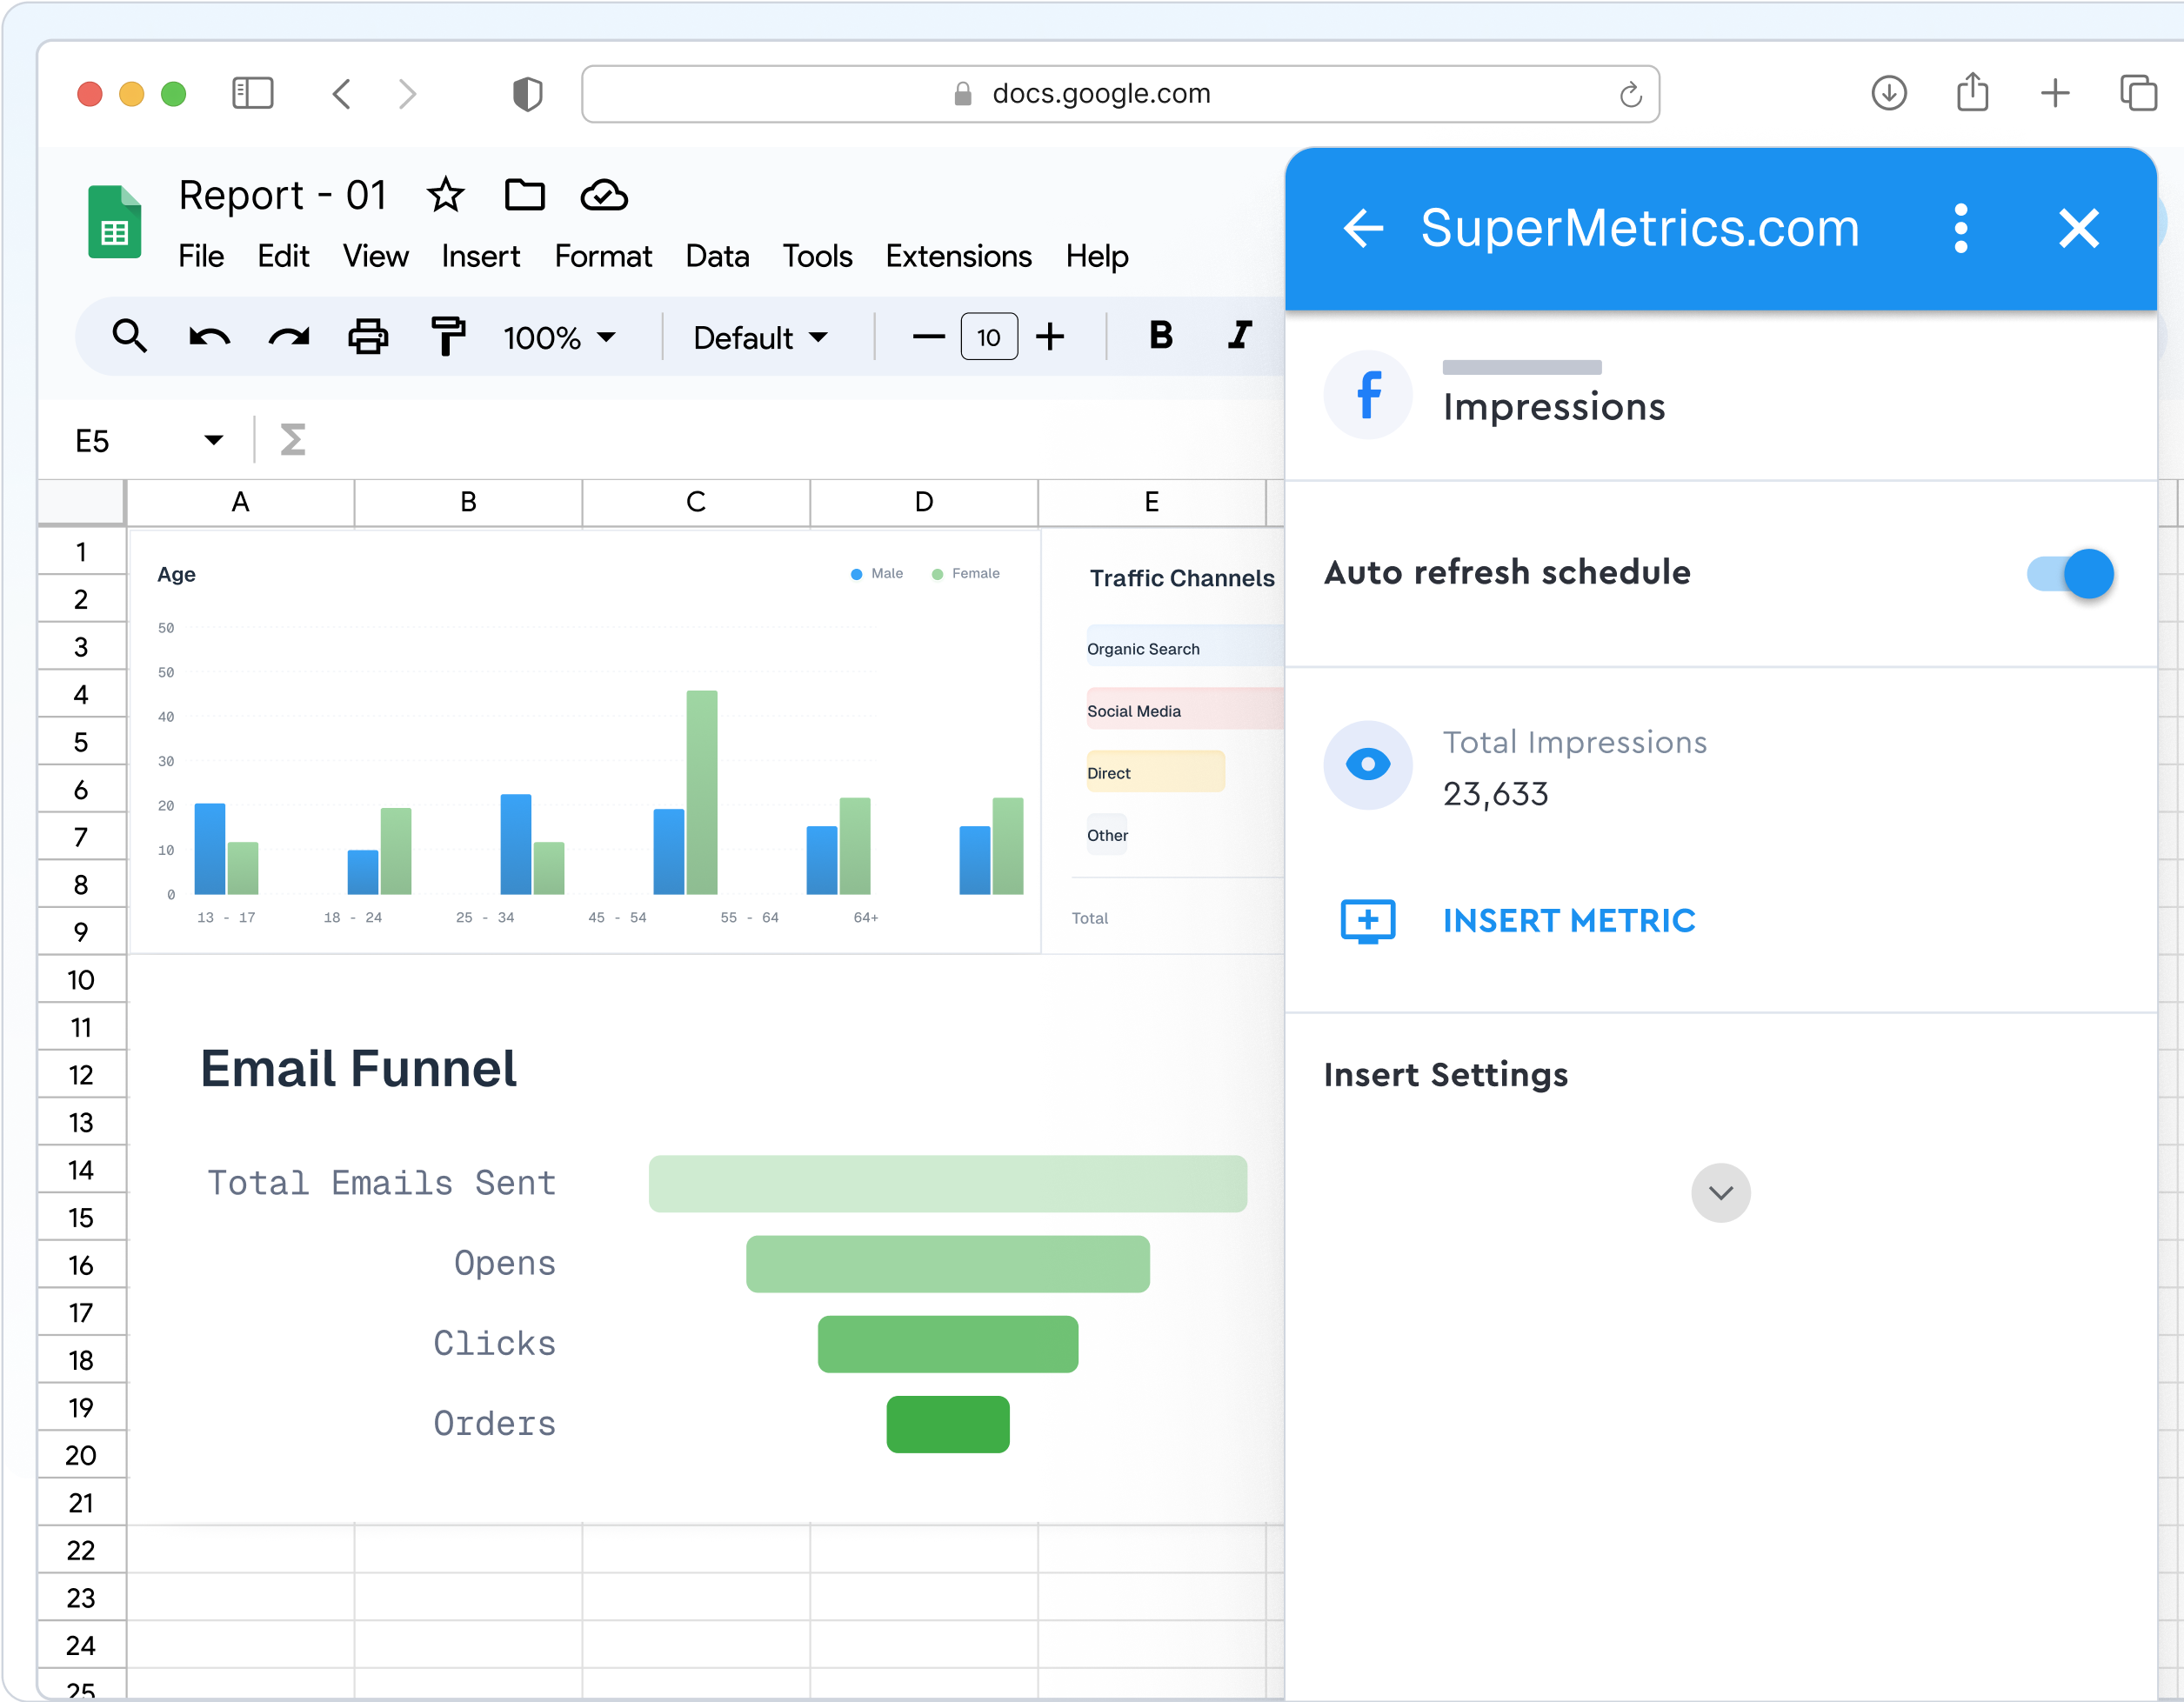 docs.google.com
Report - 01
File Edit View Insert Format Data Tools Extensions Help
100% Default 10 B I
E5
A B C D E
1
2
3
4
5
6
7
8
9
10
11
12
13
14
15
16
17
18
19
20
21
22
23
24
25
Age
Male Female
50
50
40
30
20
10
0
13 - 17 18 - 24 25 - 34 45 - 54 55 - 64 64+
Traffic Channels
Organic Search
Social Media
Direct
Other
Total
Email Funnel
Total Emails Sent
Opens
Clicks
Orders
SuperMetrics.com
Impressions
Auto refresh schedule
Total Impressions
23,633
INSERT METRIC
Insert Settings